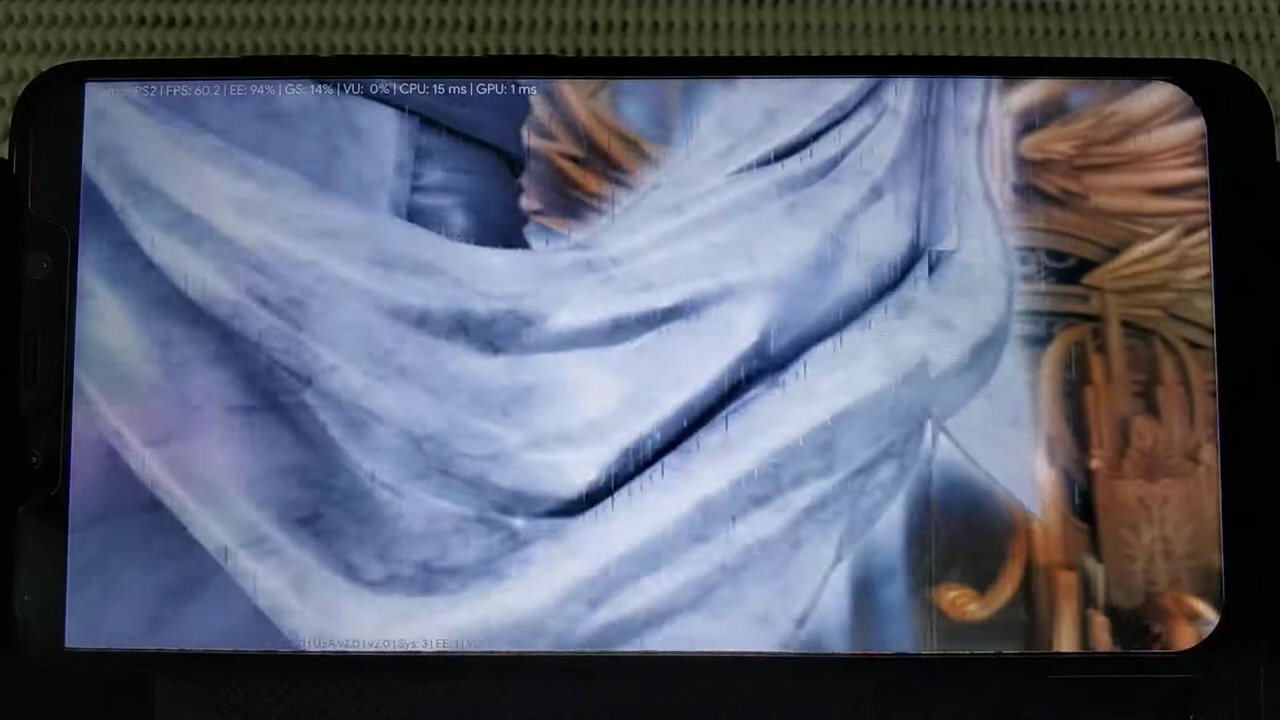 PS2 | FPS: 60.2 | EE: 94% | GS: 14% | VU: 0% | CPU: 15 ms | GPU: 1 ms
USA v2.0 | v2.0 | Sys: 3 | EE: 1 | VU